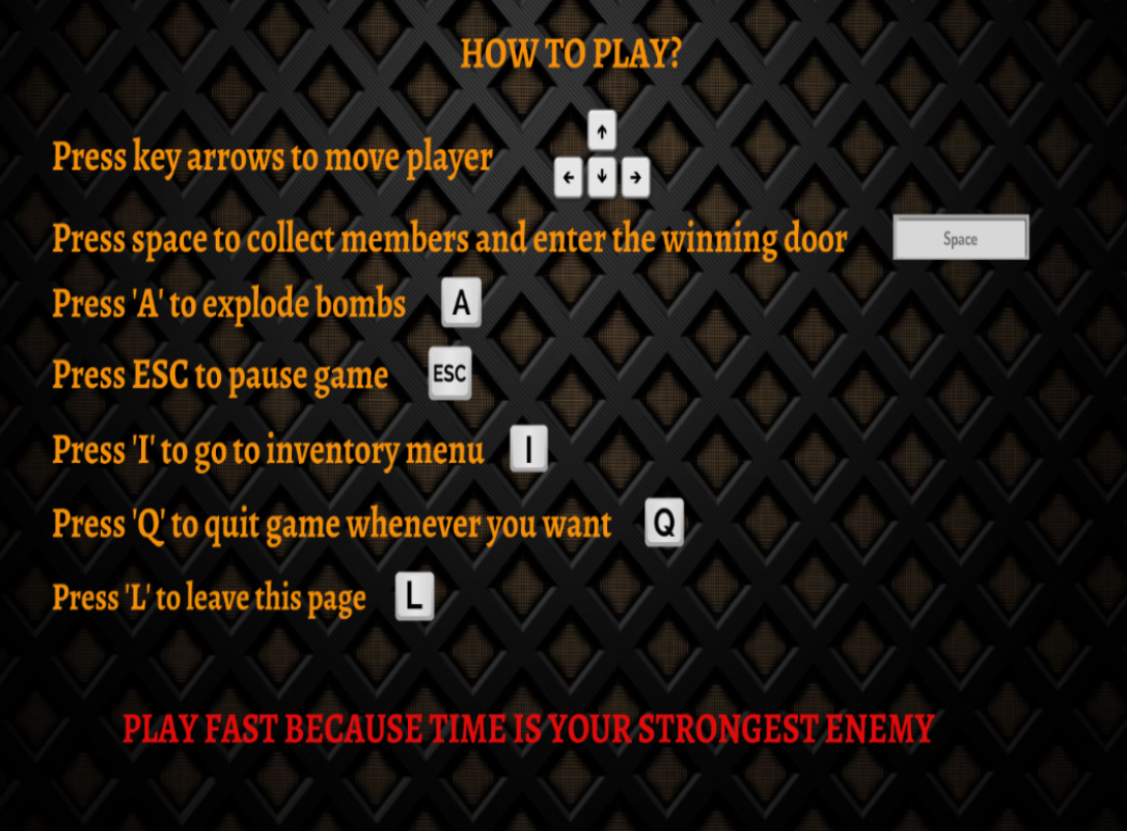 HOW TO PLAY?
Press key arrows to move player
↑
← ↓ →
Press space to collect members and enter the winning door Space
Press 'A' to explode bombs A
Press ESC to pause game ESC
Press 'I' to go to inventory menu I
Press 'Q' to quit game whenever you want Q
Press 'L' to leave this page L
PLAY FAST BECAUSE TIME IS YOUR STRONGEST ENEMY